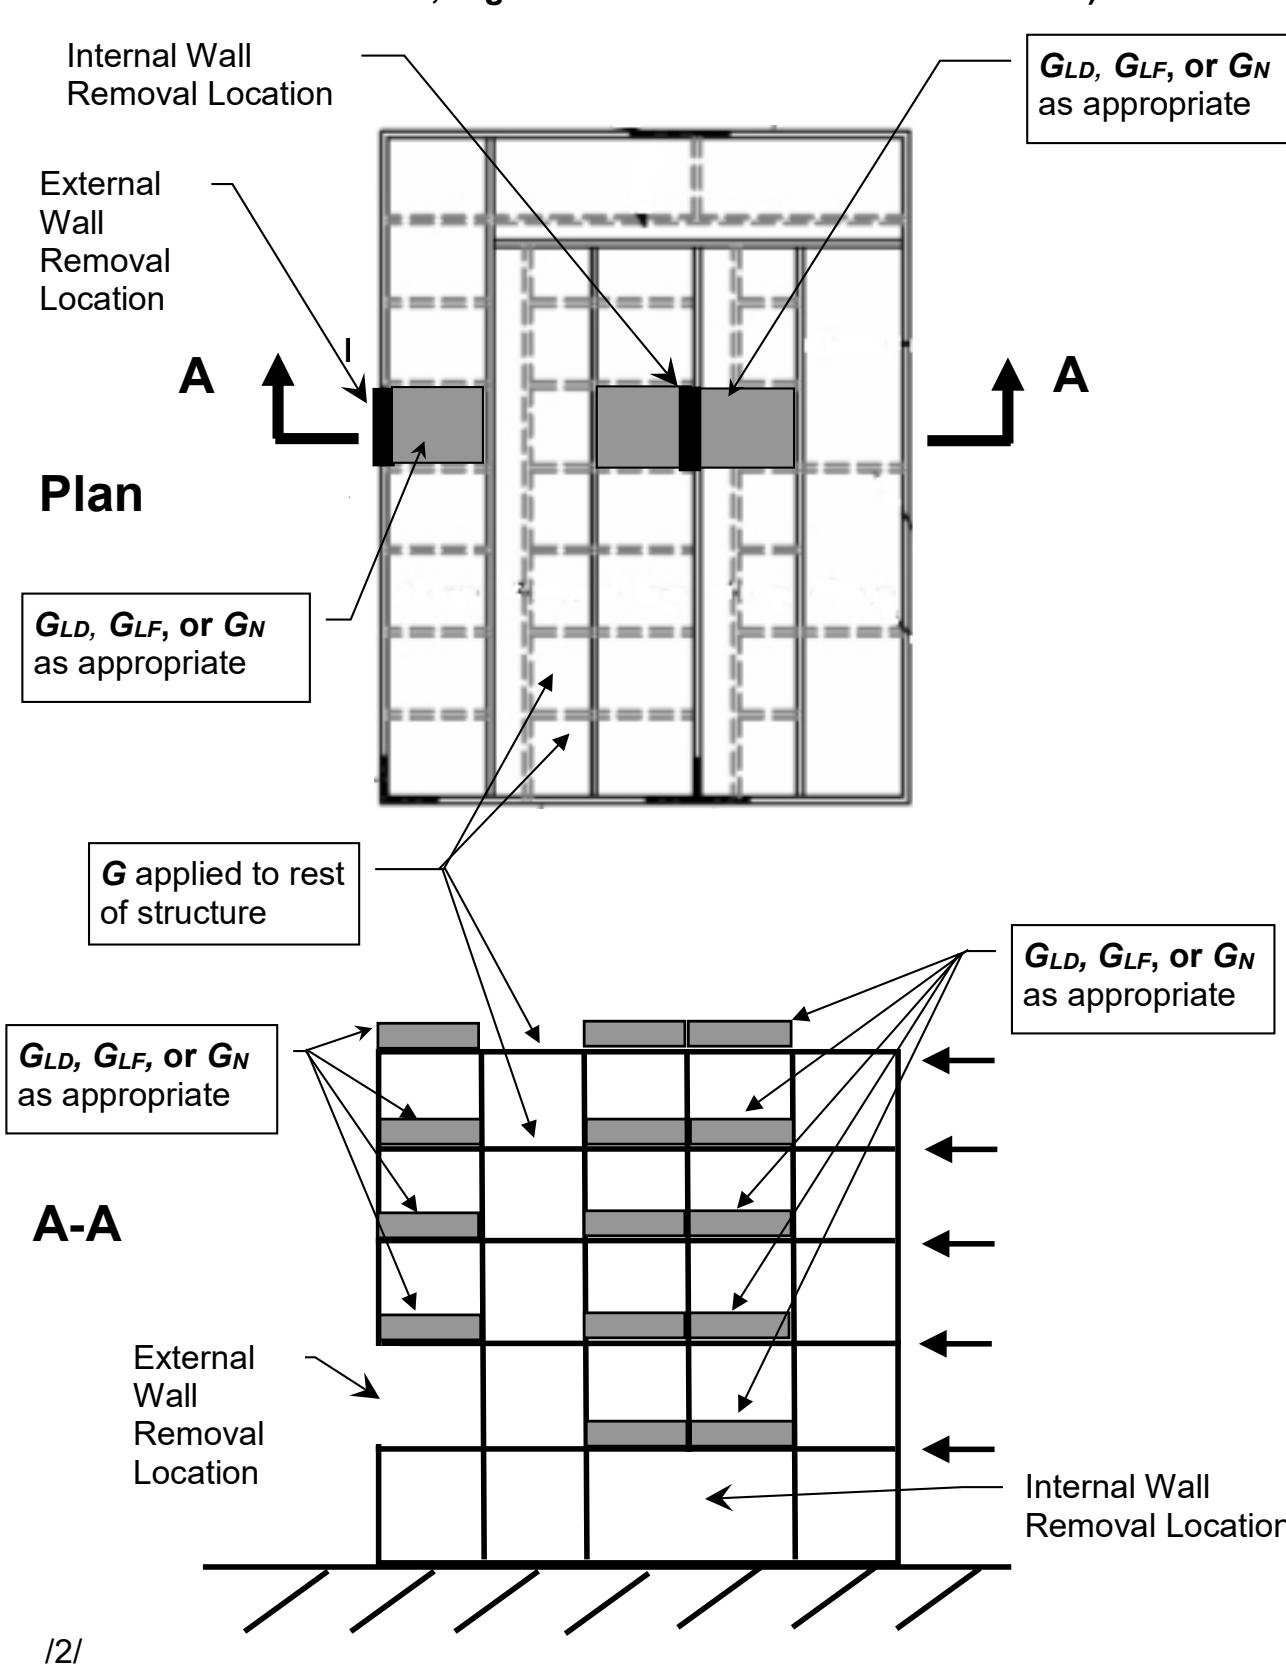 Internal Wall
Removal Location
GLD, GLF, or GN
as appropriate
External
Wall
Removal
Location
A
A
Plan
GLD, GLF, or GN
as appropriate
G applied to rest
of structure
GLD, GLF, or GN
as appropriate
GLD, GLF, or GN
as appropriate
A-A
External
Wall
Removal
Location
Internal Wall
Removal Location
/2/